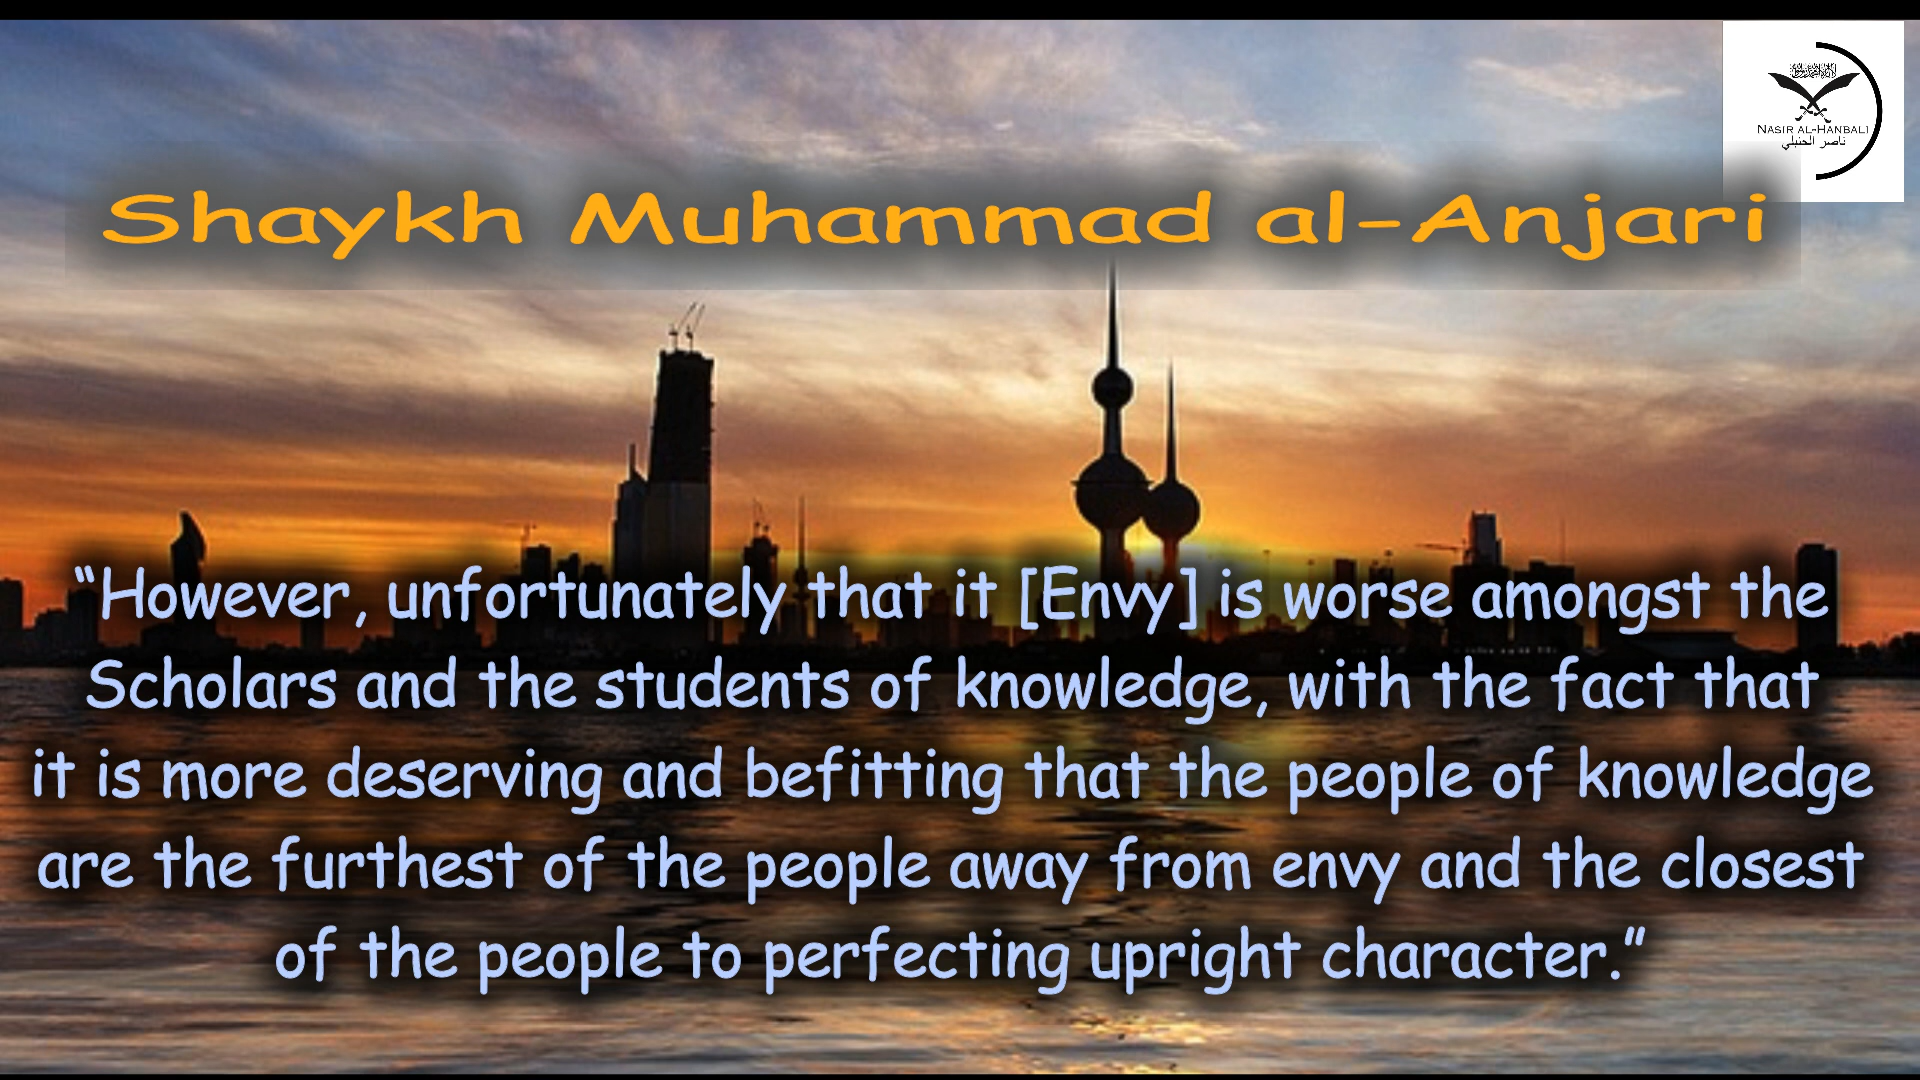 NASIR AL-HANBALI
ناصر الحنبلي
Shaykh Muhammad al-Anjari
“However, unfortunately that it [Envy] is worse amongst the
Scholars and the students of knowledge, with the fact that
it is more deserving and befitting that the people of knowledge
are the furthest of the people away from envy and the closest
of the people to perfecting upright character.”